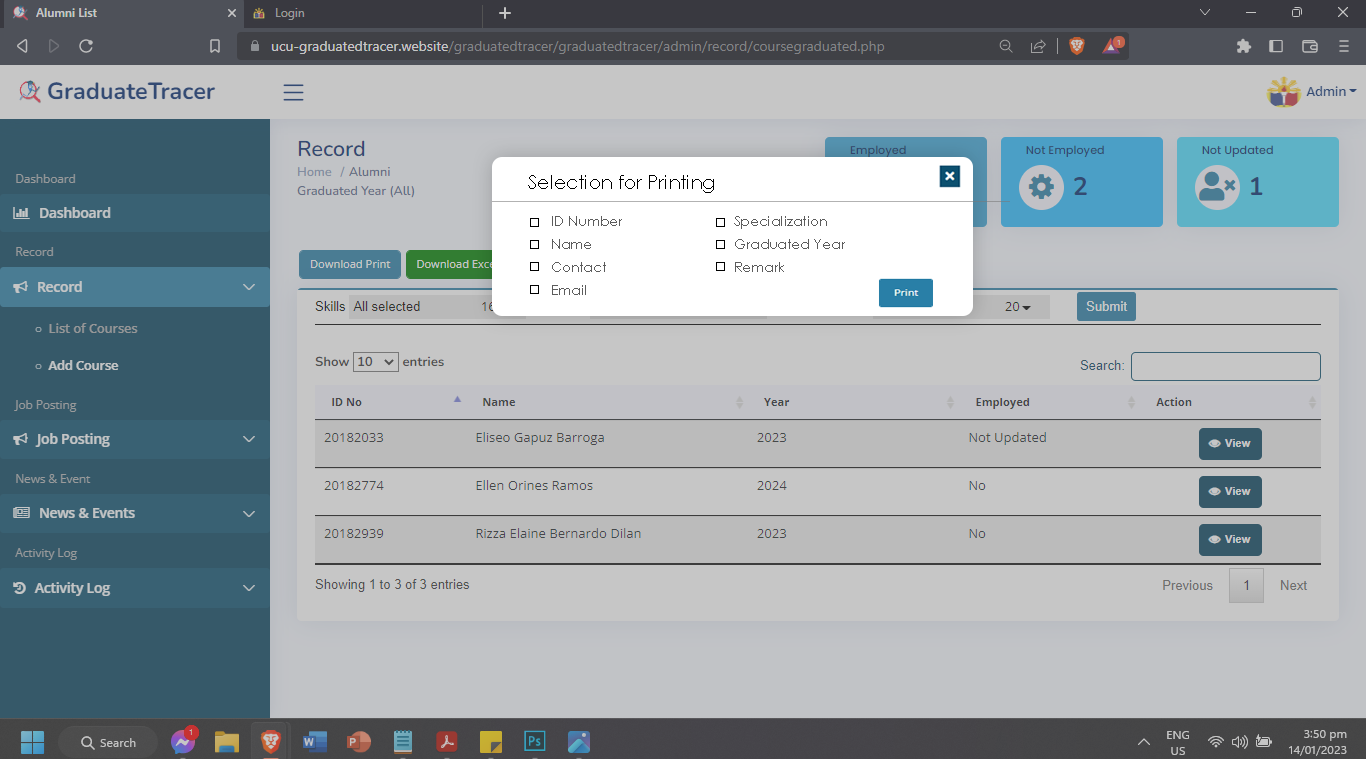 Alumni List
Login
ucu-graduatedtracer.website/graduatedtracer/graduatedtracer/admin/record/coursegraduated.php
1
GraduateTracer
Admin
Dashboard
Dashboard
Record
Record
List of Courses
Add Course
Job Posting
Job Posting
News & Event
News & Events
Activity Log
Activity Log
Record
Home / Alumni
Graduated Year (All)
Employed
Not Employed
2
Not Updated
1
Selection for Printing
ID Number
Specialization
Name
Graduated Year
Contact
Remark
Email
Print
Download Print
Download Exce
Skills All selected 16
20
Submit
Show 10 entries
Search:
ID No Name Year Employed Action
20182033 Eliseo Gapuz Barroga 2023 Not Updated View
20182774 Ellen Orines Ramos 2024 No View
20182939 Rizza Elaine Bernardo Dilan 2023 No View
Showing 1 to 3 of 3 entries
Previous 1 Next
Search
1
W
P
Ps
ENG
US
3:50 pm
14/01/2023